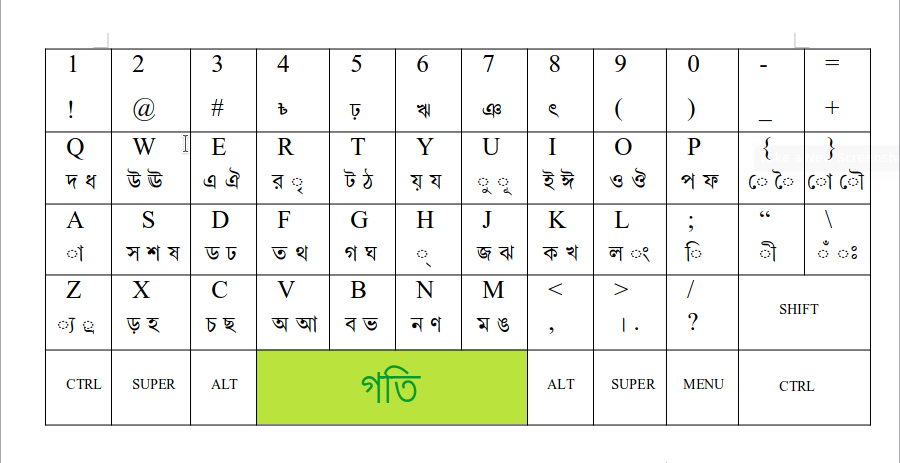 1 2 3 4 5 6 7 8 9 0 - =
! @ # ৳ ঢ় ঋ ঞ ৎ ( ) _ +
Q W E R T Y U I O P { }
দ ধ উ ঊ এ ঐ র ৃ ট ঠ য় য ু ূ ই ঈ ও ঔ প ফ ে ৈ ো ৌ
A S D F G H J K L ; “ \
া স শ ষ ড ঢ ত থ গ ঘ ্ জ ঝ ক খ ল ং ি ী ঁ ঃ
Z X C V B N M < > /
্য ্র ড় হ চ ছ অ আ ব ভ ন ণ ম ঙ , । . ?
SHIFT
CTRL SUPER ALT গতি ALT SUPER MENU CTRL